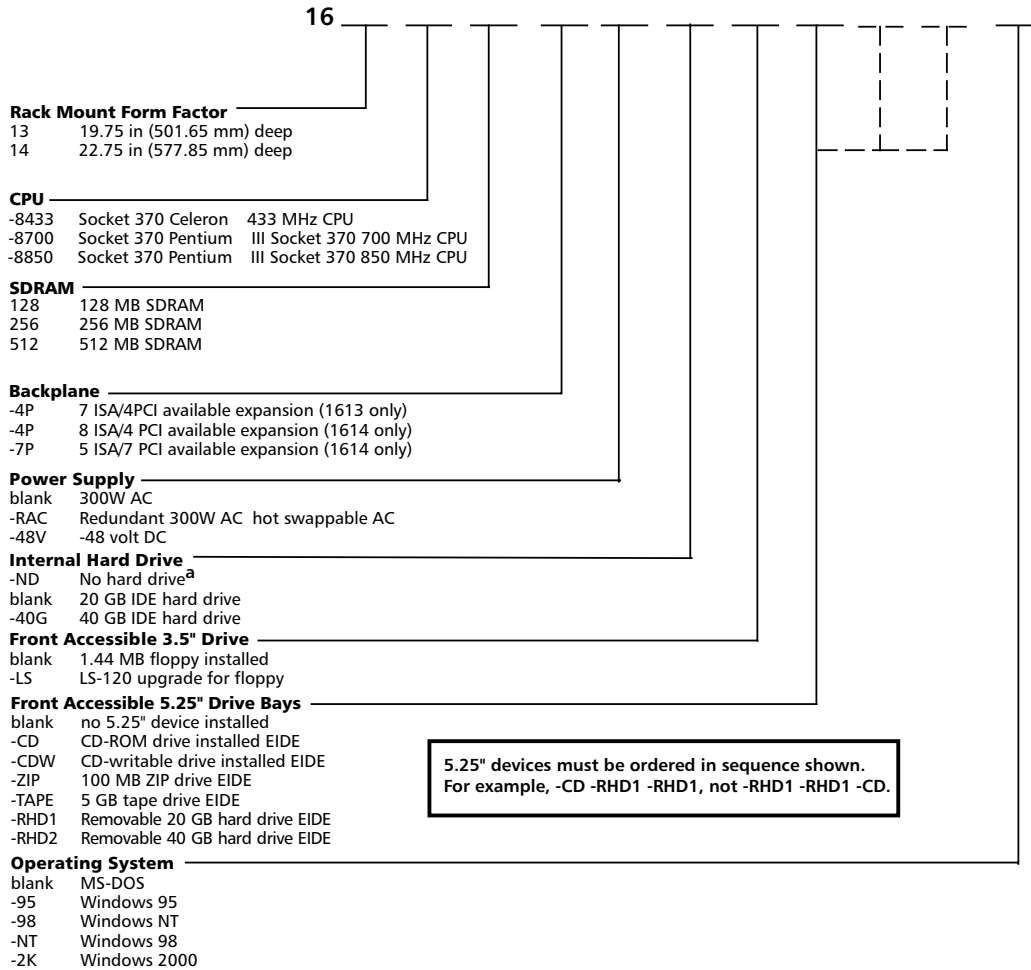 16
Rack Mount Form Factor
13 19.75 in (501.65 mm) deep
14 22.75 in (577.85 mm) deep
CPU
-8433 Socket 370 Celeron 433 MHz CPU
-8700 Socket 370 Pentium III Socket 370 700 MHz CPU
-8850 Socket 370 Pentium III Socket 370 850 MHz CPU
SDRAM
128 128 MB SDRAM
256 256 MB SDRAM
512 512 MB SDRAM
Backplane
-4P 7 ISA/4PCI available expansion (1613 only)
-4P 8 ISA/4 PCI available expansion (1614 only)
-7P 5 ISA/7 PCI available expansion (1614 only)
Power Supply
blank 300W AC
-RAC Redundant 300W AC hot swappable AC
-48V -48 volt DC
Internal Hard Drive
-ND No hard drive a
blank 20 GB IDE hard drive
-40G 40 GB IDE hard drive
Front Accessible 3.5" Drive
blank 1.44 MB floppy installed
-LS LS-120 upgrade for floppy
Front Accessible 5.25" Drive Bays
blank no 5.25" device installed
-CD CD-ROM drive installed EIDE
-CDW CD-writable drive installed EIDE
-ZIP 100 MB ZIP drive EIDE
-TAPE 5 GB tape drive EIDE
-RHD1 Removable 20 GB hard drive EIDE
-RHD2 Removable 40 GB hard drive EIDE
5.25" devices must be ordered in sequence shown.
For example, -CD -RHD1 -RHD1, not -RHD1 -RHD1 -CD.
Operating System
blank MS-DOS
-95 Windows 95
-98 Windows NT
-NT Windows 98
-2K Windows 2000